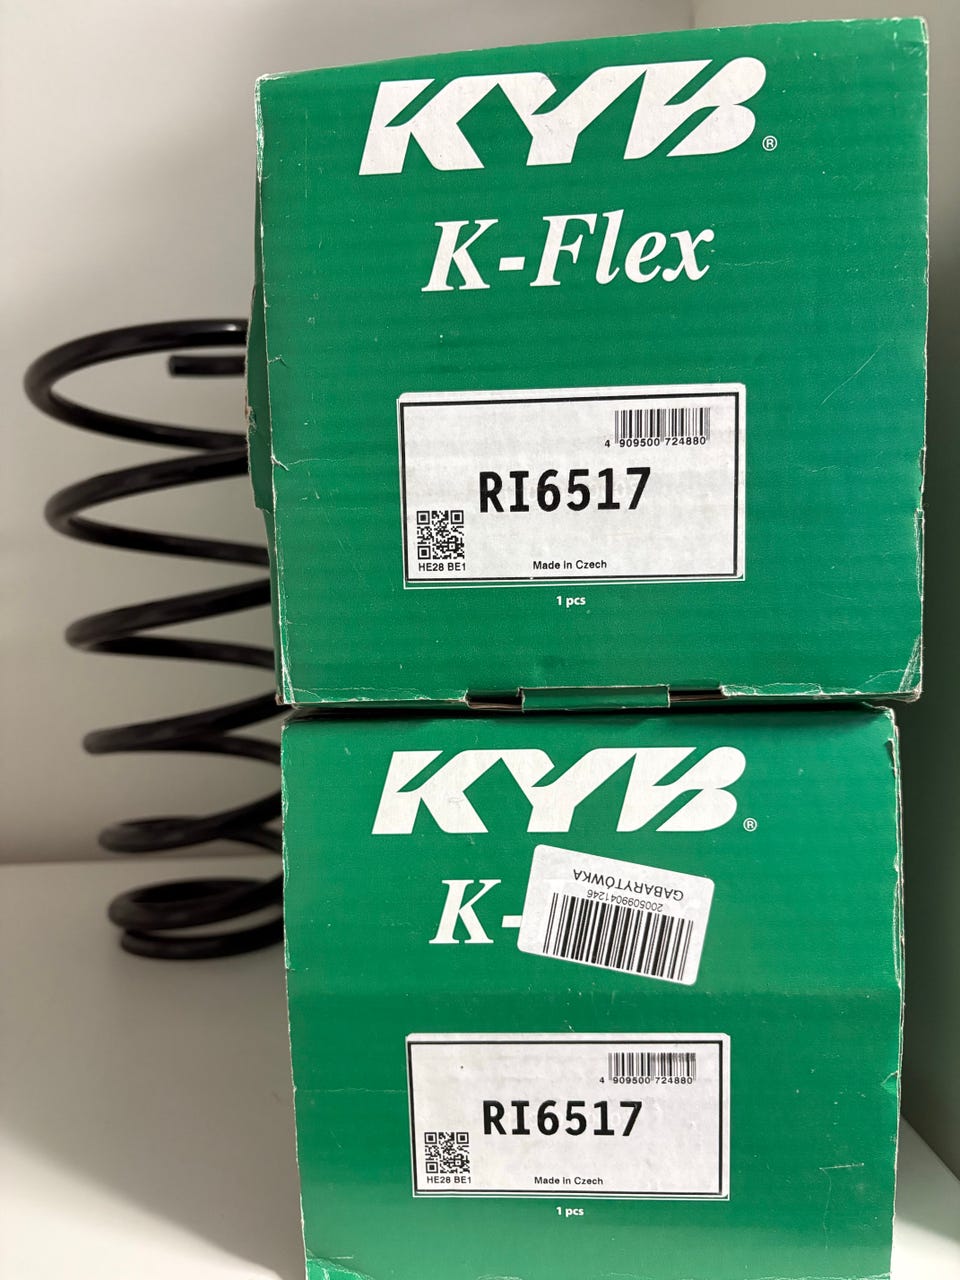 KYB®
K-Flex
4 909500 724880
RI6517
HE28 BE1
Made in Czech
1 pcs
KYB®
K-
GABARYTÓWKA
2005099041246
4 909500 724880
RI6517
HE28 BE1
Made in Czech
1 pcs